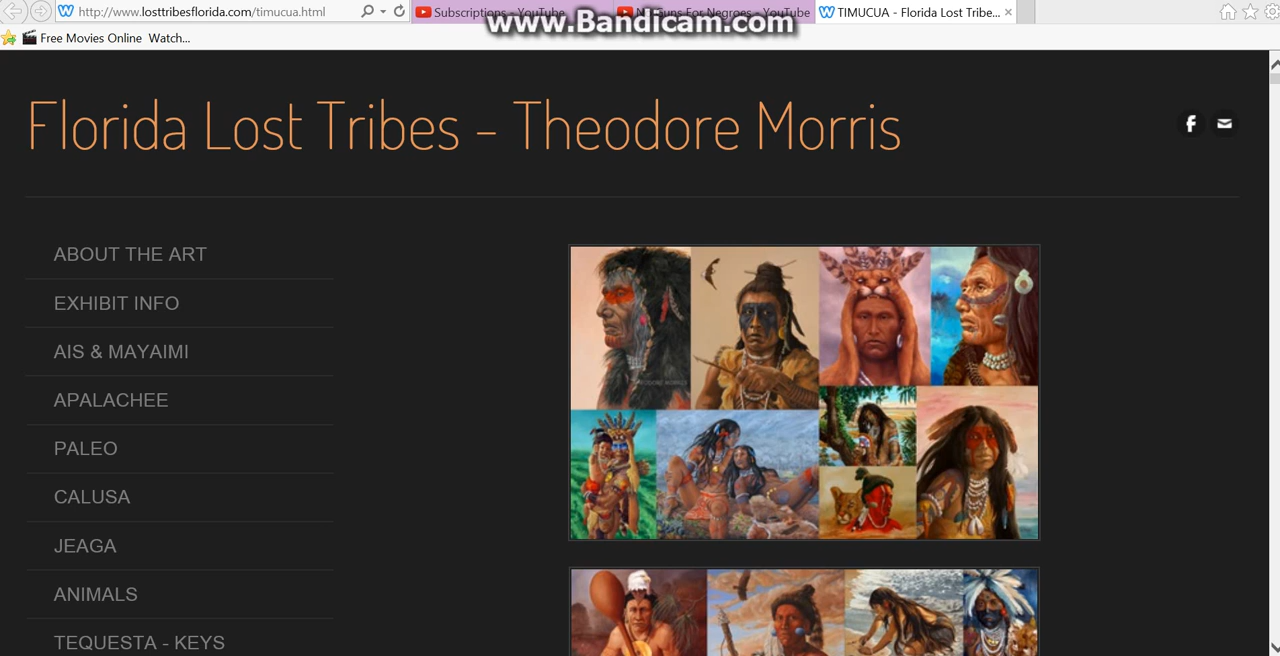 http://www.losttribesflorida.com/timucua.html
Subscriptions - YouTube
Guns For Negroes - YouTube
TIMUCUA - Florida Lost Tribe...
www.Bandicam.com
Free Movies Online Watch...
Florida Lost Tribes - Theodore Morris
ABOUT THE ART
EXHIBIT INFO
AIS & MAYAIMI
APALACHEE
PALEO
CALUSA
JEAGA
ANIMALS
TEQUESTA - KEYS
THEODORE MORRIS